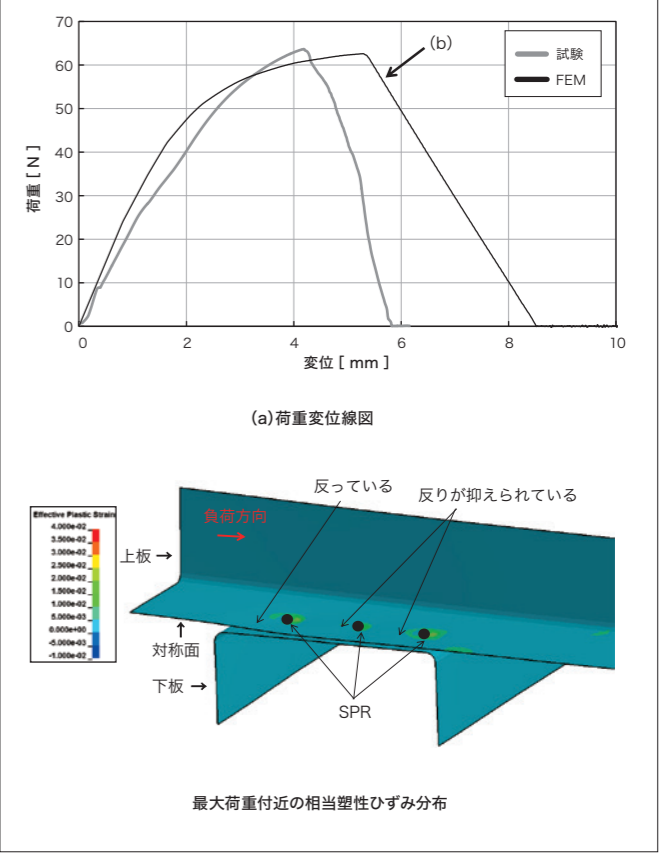 70
60
50
40
30
20
10
0
荷重 [ N ]
(b)
試験
FEM
0
2
4
6
8
10
変位 [ mm ]
(a)荷重変位線図
反っている
反りが抑えられている
Effective Plastic Strain
4.000e-02
3.500e-02
3.000e-02
2.500e-02
2.000e-02
1.500e-02
1.000e-02
5.000e-03
0.000e+00
-5.000e-03
-1.000e-02
負荷方向
上板
対称面
下板
SPR
最大荷重付近の相当塑性ひずみ分布